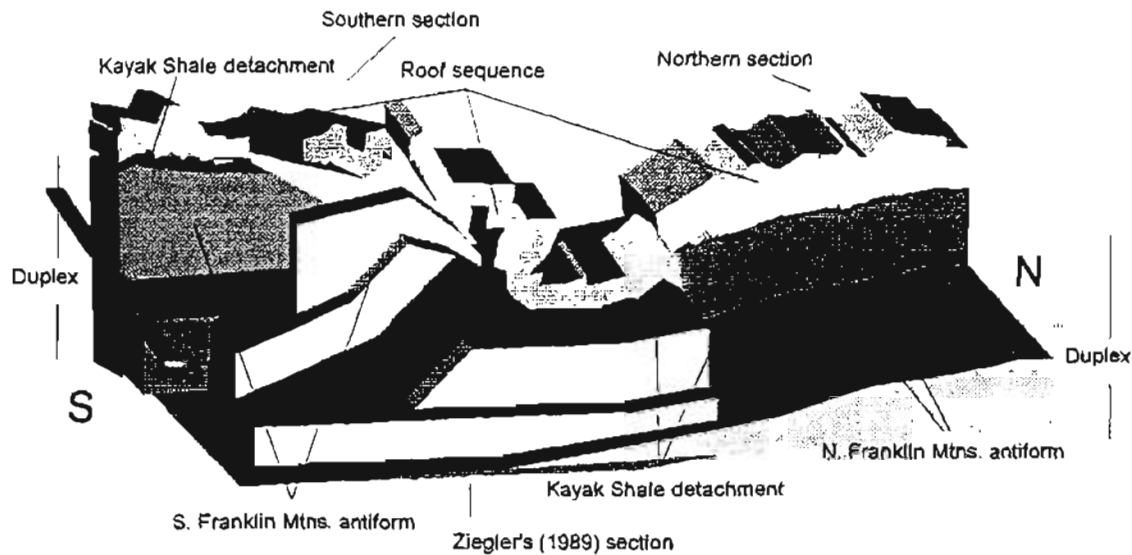 Southern section
Kayak Shale detachment
Roof sequence
Northern section
Duplex
N
Duplex
S
N. Franklin Mtns. antiform
Kayak Shale detachment
S. Franklin Mtns. antiform
Ziegler's (1989) section